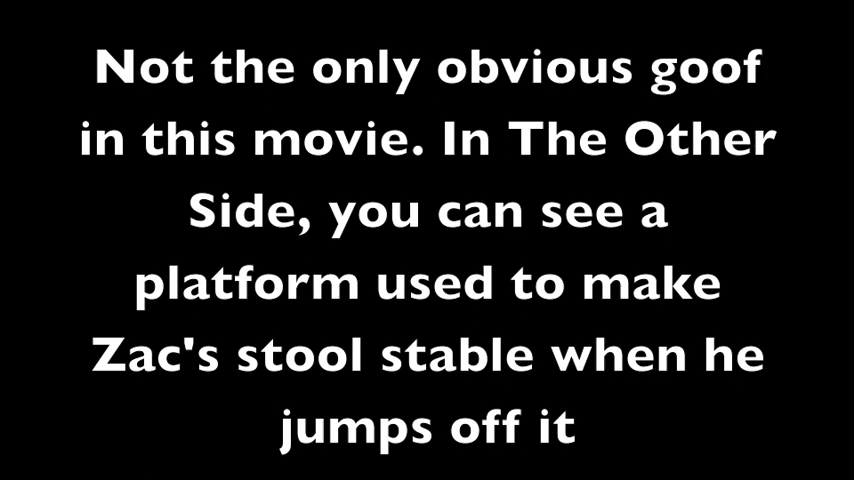 Not the only obvious goof
in this movie. In The Other
Side, you can see a
platform used to make
Zac's stool stable when he
jumps off it